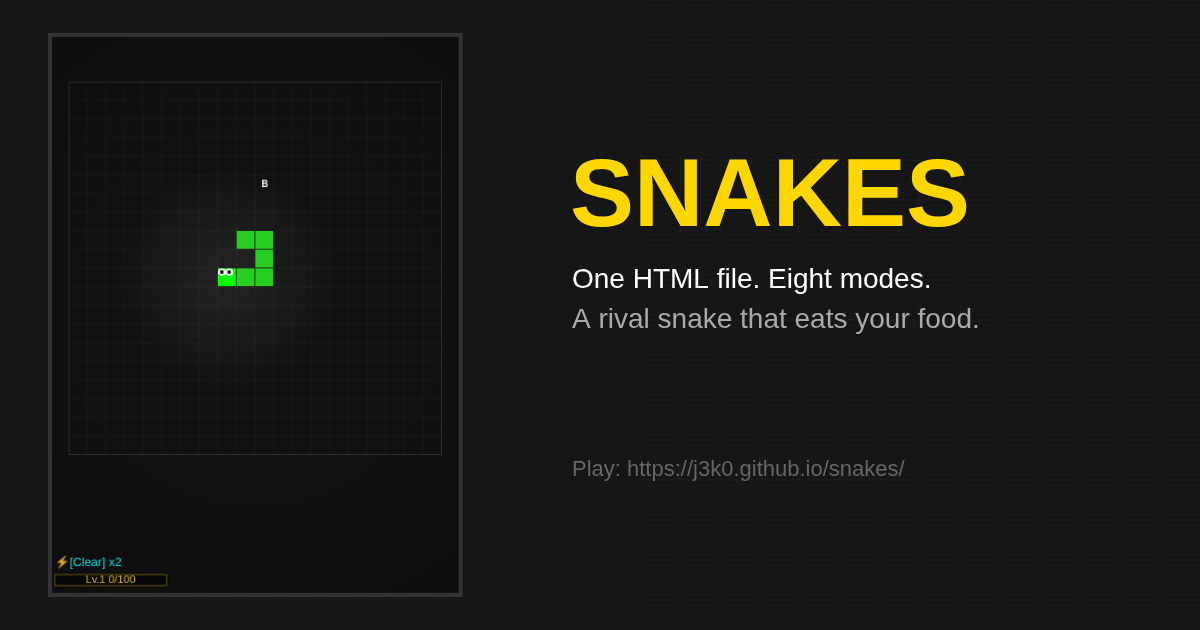 B
⚡[Clear] x2
Lv.1 0/100
SNAKES
One HTML file. Eight modes.
A rival snake that eats your food.
Play: https://j3k0.github.io/snakes/